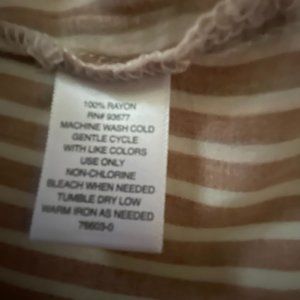 100% RAYON
RN# 93677
MACHINE WASH COLD
GENTLE CYCLE
WITH LIKE COLORS
USE ONLY
NON-CHLORINE
BLEACH WHEN NEEDED
TUMBLE DRY LOW
WARM IRON AS NEEDED
76603-0